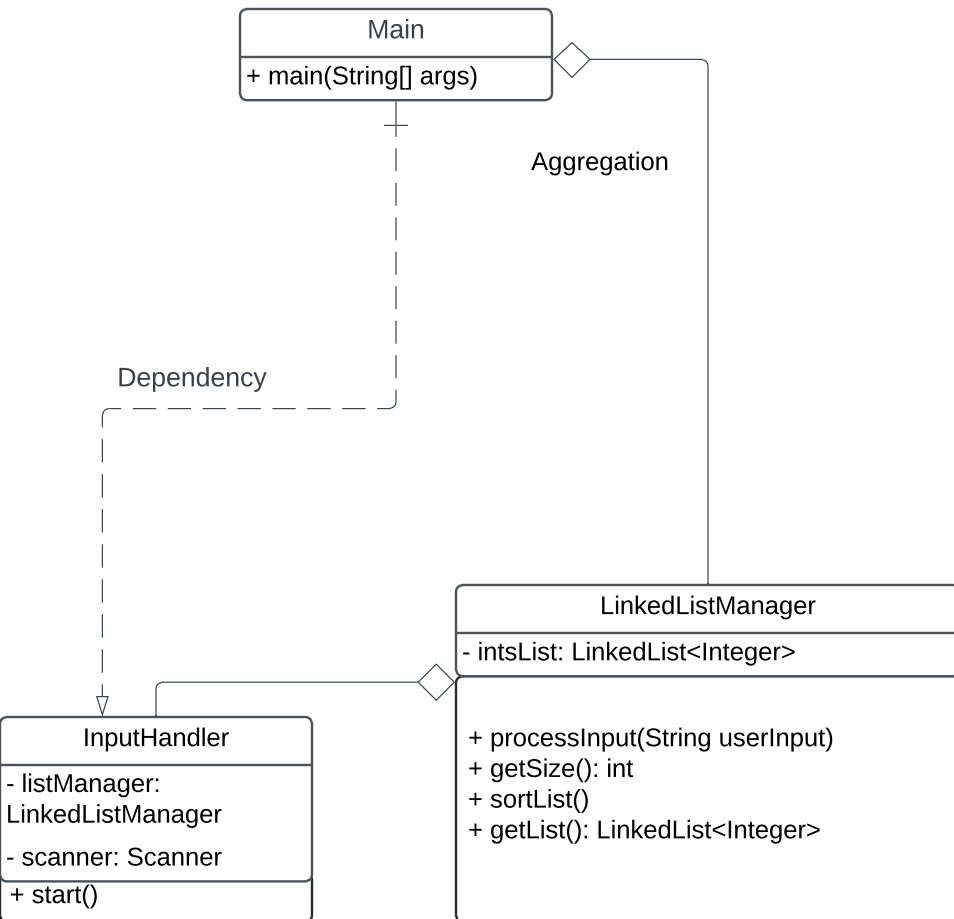 Main
+ main(String[] args)
Aggregation
Dependency
LinkedListManager
- intsList: LinkedList<Integer>
+ processInput(String userInput)
+ getSize(): int
+ sortList()
+ getList(): LinkedList<Integer>
InputHandler
- listManager:
LinkedListManager
- scanner: Scanner
+ start()